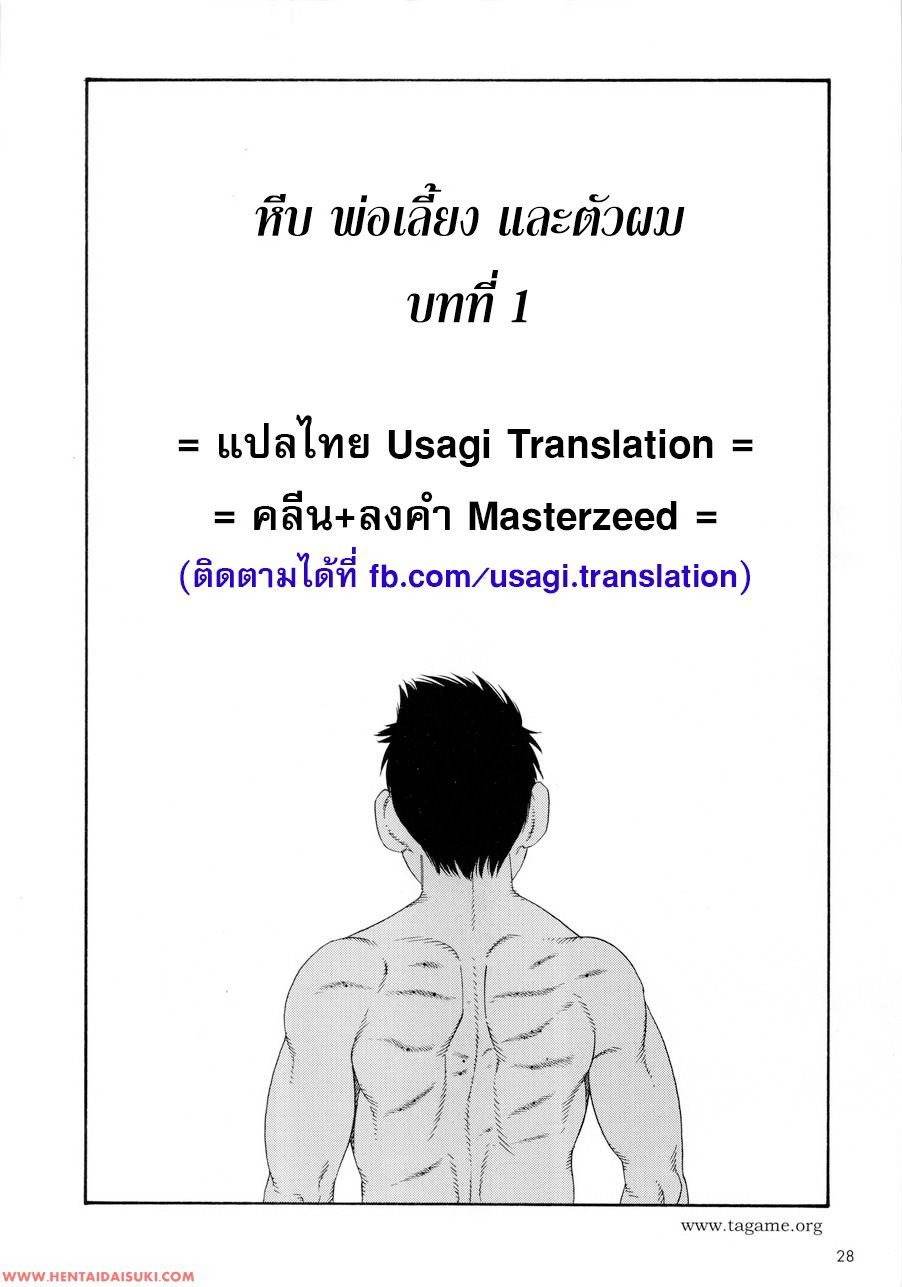 หีบ พ่อเลี้ยง และตัวผม
บทที่ 1
= แปลไทย Usagi Translation =
= คลีน+ลงคำ Masterzeed =
(ติดตามได้ที่ fb.com/usagi.translation)
www.tagame.org
28
WWW.HENTAIDAISUKI.COM